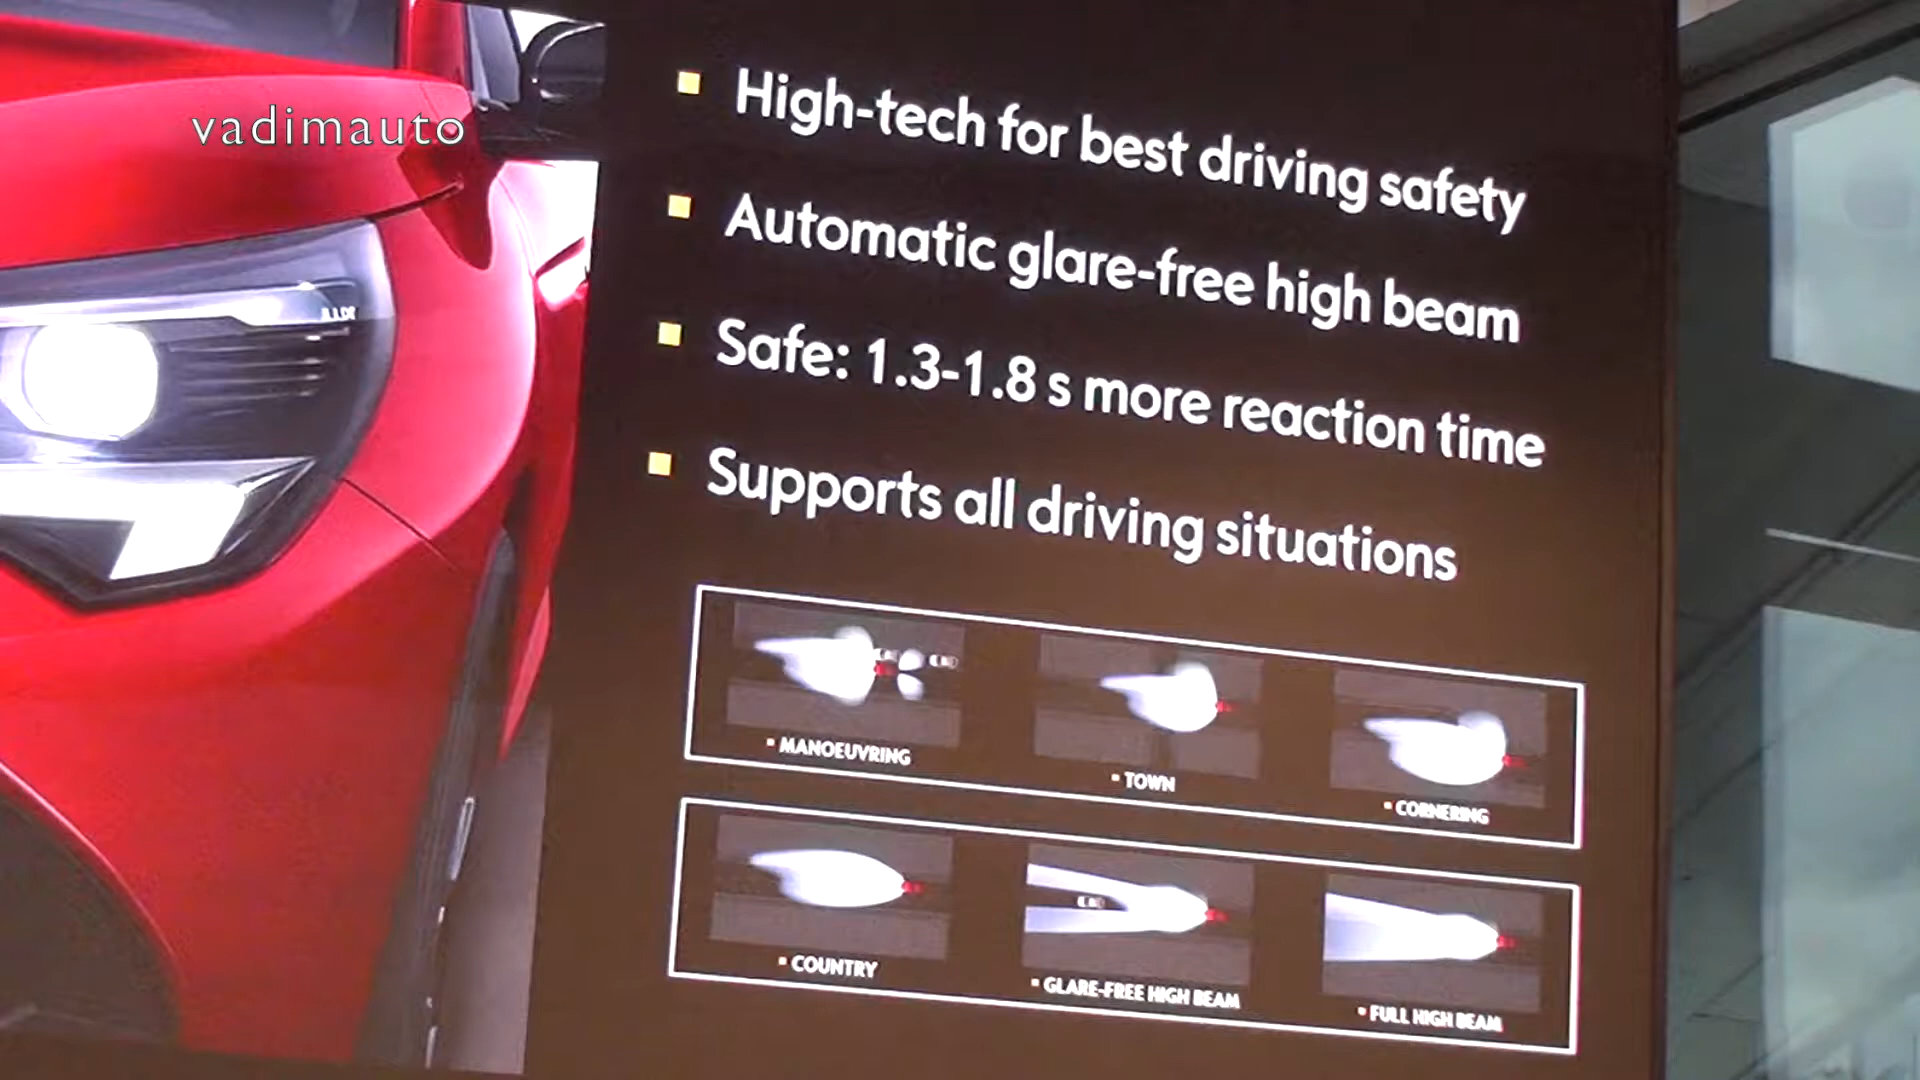 vadimauto
High-tech for best driving safety
Automatic glare-free high beam
Safe: 1.3-1.8 s more reaction time
Supports all driving situations
MANOEUVRING
TOWN
CORNERING
COUNTRY
GLARE-FREE HIGH BEAM
FULL HIGH BEAM